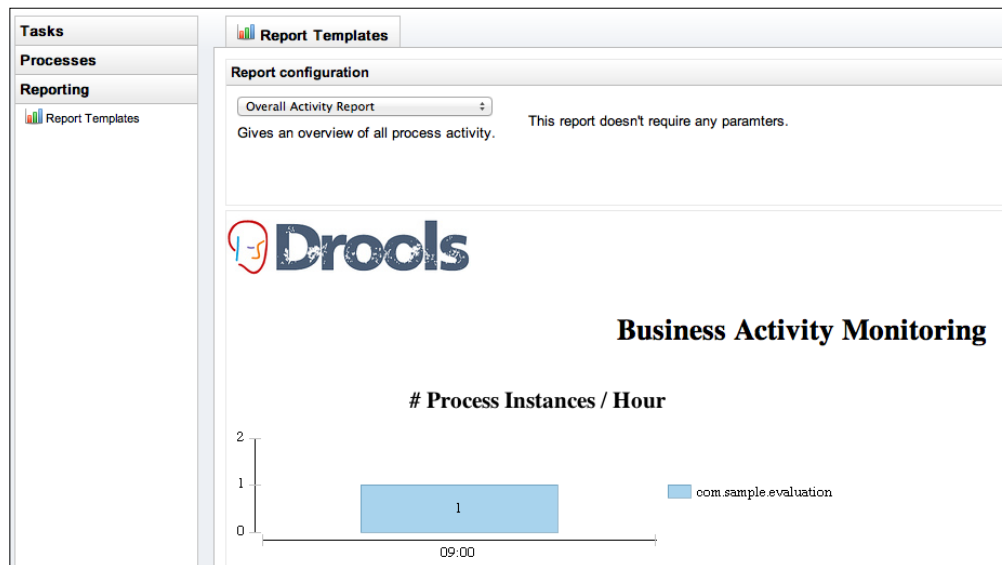 Tasks
Processes
Reporting
Report Templates
Report Templates
Report configuration
Overall Activity Report
Gives an overview of all process activity.
This report doesn't require any paramters.
Drools
Business Activity Monitoring
# Process Instances / Hour
2
1
0
1
09:00
com.sample.evaluation